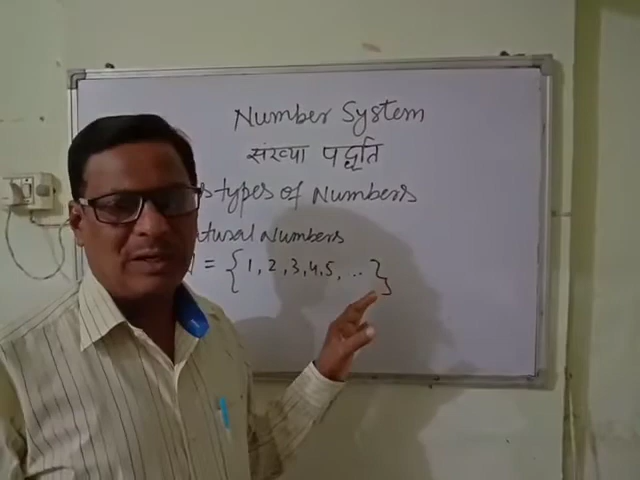 Number System
संख्या पद्धति
types of Numbers
Numbers
= {1, 2, 3, 4, 5, ...}